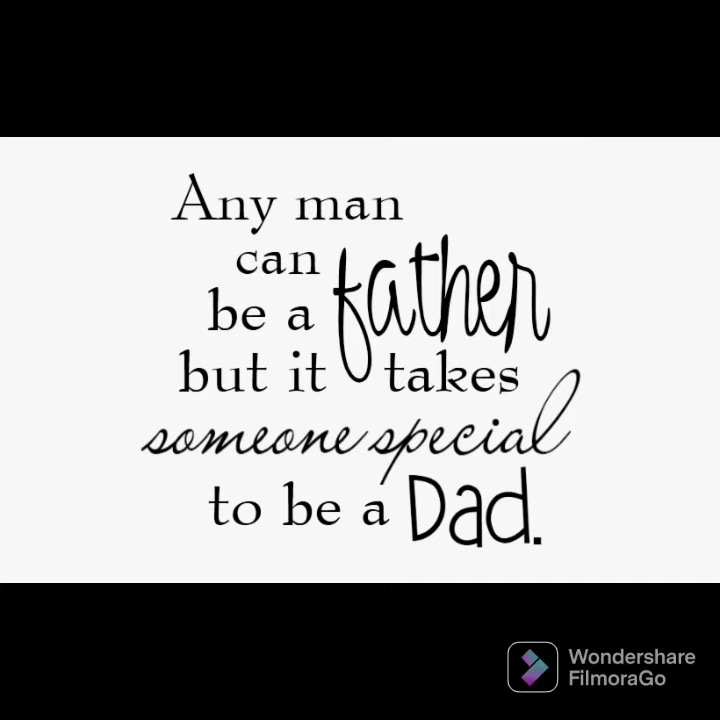 Any man
can
be a father
but it takes
someone special
to be a Dad.
Wondershare
FilmoraGo